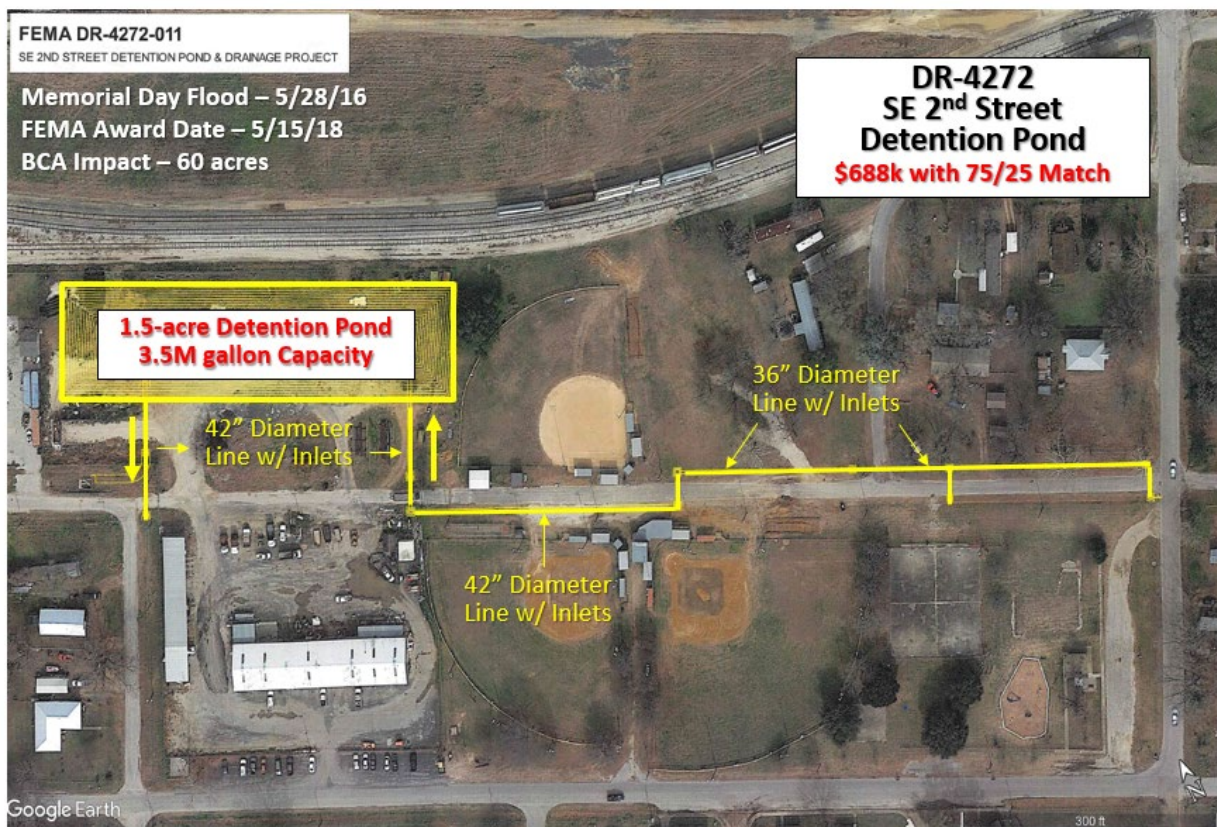 FEMA DR-4272-011
SE 2ND STREET DETENTION POND & DRAINAGE PROJECT
Memorial Day Flood – 5/28/16
FEMA Award Date – 5/15/18
BCA Impact – 60 acres
DR-4272
SE 2nd Street
Detention Pond
$688k with 75/25 Match
1.5-acre Detention Pond
3.5M gallon Capacity
36” Diameter
Line w/ Inlets
42” Diameter
Line w/ Inlets
42” Diameter
Line w/ Inlets
Google Earth
N
300 ft